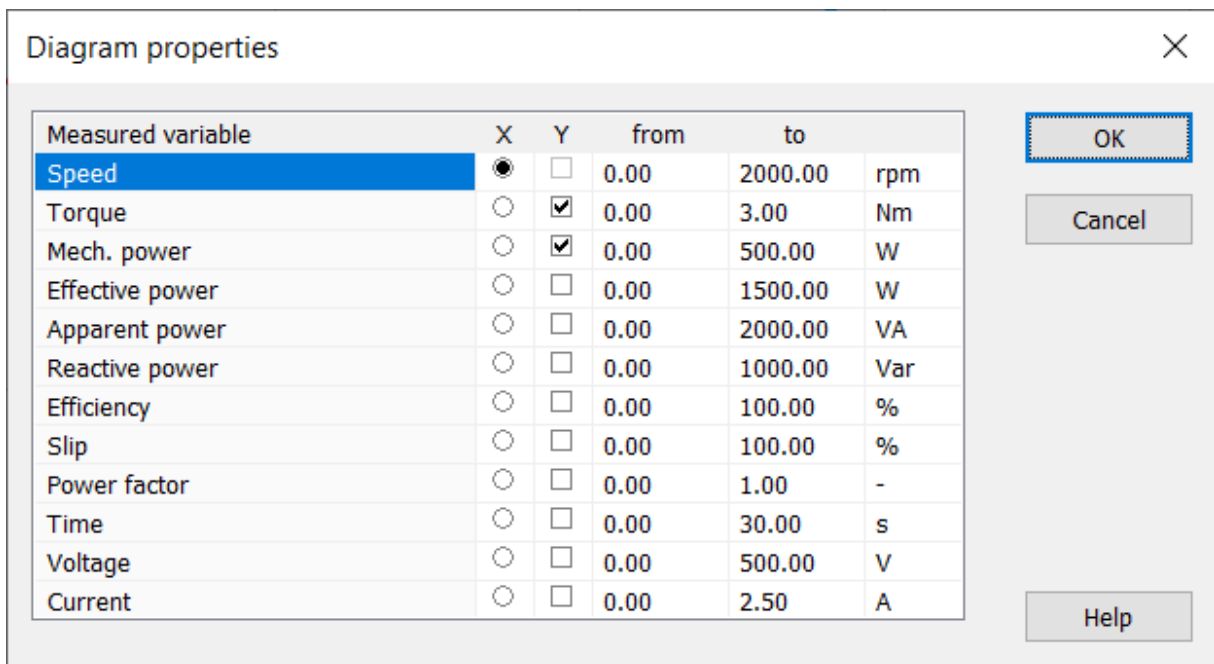 Diagram properties
Measured variable X Y from to
Speed 0.00 2000.00 rpm
Torque 0.00 3.00 Nm
Mech. power 0.00 500.00 W
Effective power 0.00 1500.00 W
Apparent power 0.00 2000.00 VA
Reactive power 0.00 1000.00 Var
Efficiency 0.00 100.00 %
Slip 0.00 100.00 %
Power factor 0.00 1.00 -
Time 0.00 30.00 s
Voltage 0.00 500.00 V
Current 0.00 2.50 A
OK
Cancel
Help